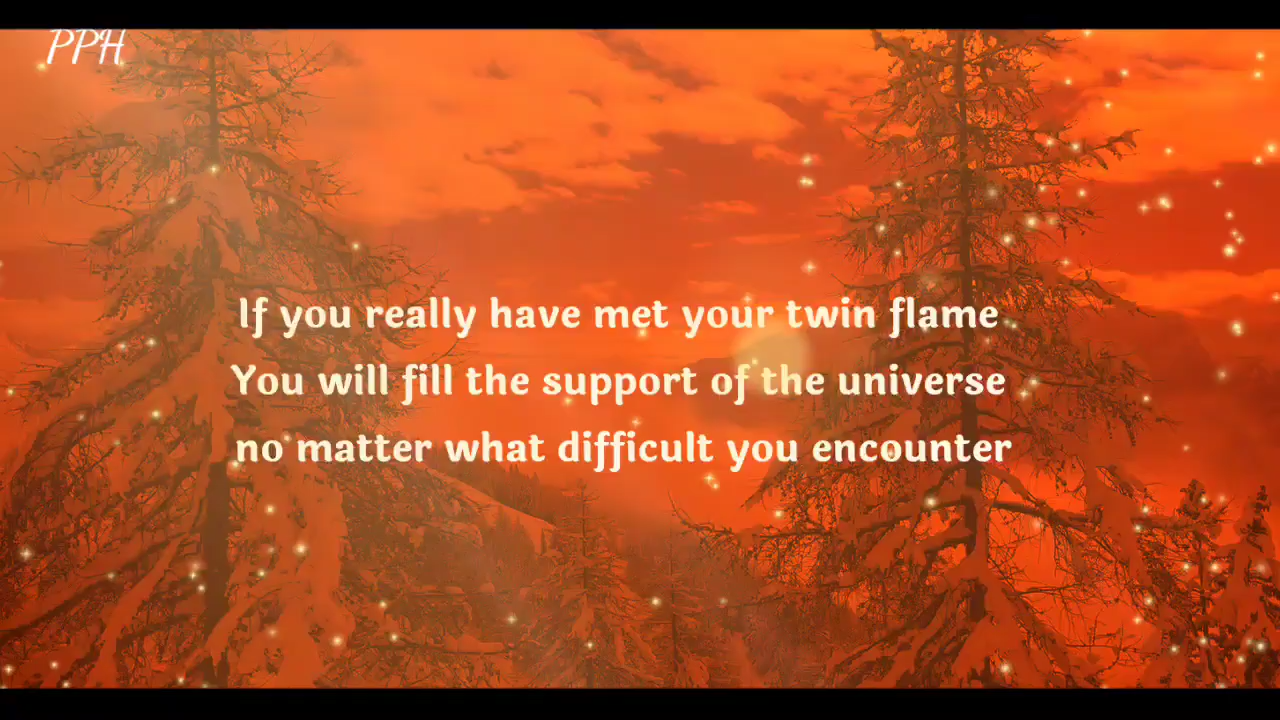 PPH
If you really have met your twin flame
You will fill the support of the universe
no matter what difficult you encounter